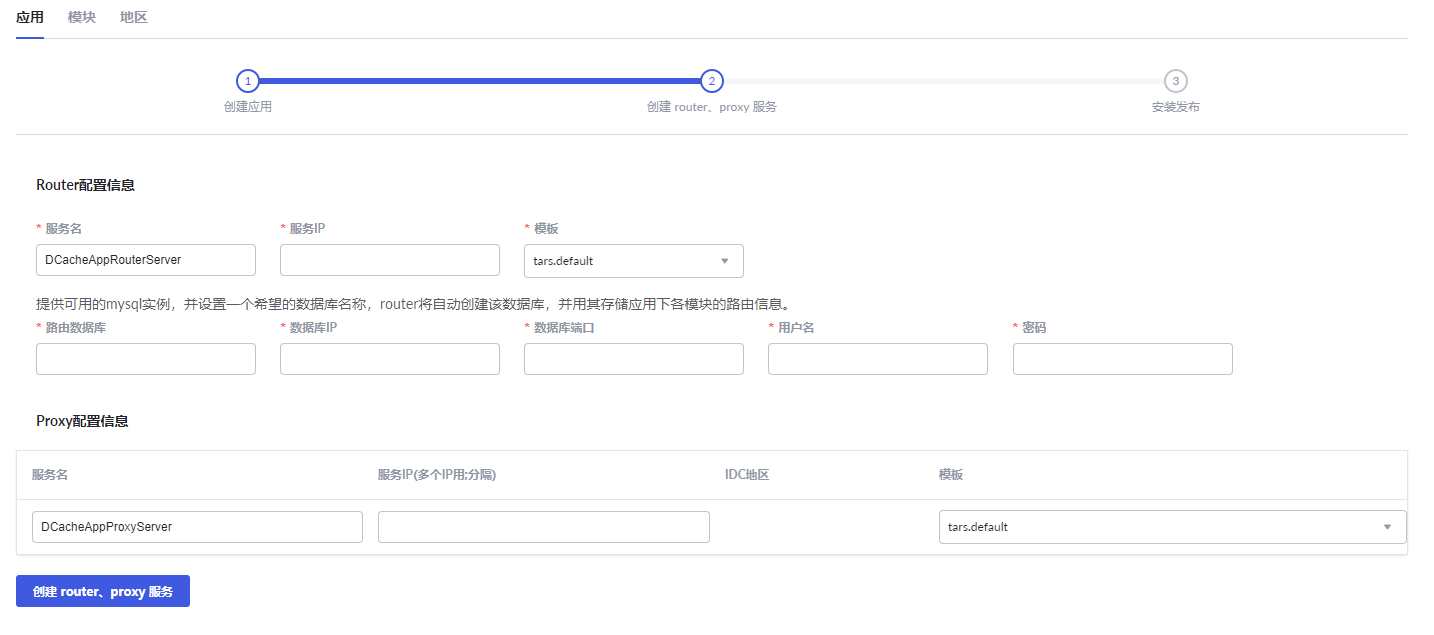 应用 模块 地区
1 2 3
创建应用 创建 router、proxy 服务 安装发布
Router配置信息
* 服务名 * 服务IP * 模板
DCacheAppRouterServer tars.default
提供可用的mysql实例，并设置一个希望的数据库名称，router将自动创建该数据库，并用其存储应用下各模块的路由信息。
* 路由数据库 * 数据库IP * 数据库端口 * 用户名 * 密码
Proxy配置信息
服务名 服务IP(多个IP用;分隔) IDC地区 模板
DCacheAppProxyServer tars.default
创建 router、proxy 服务